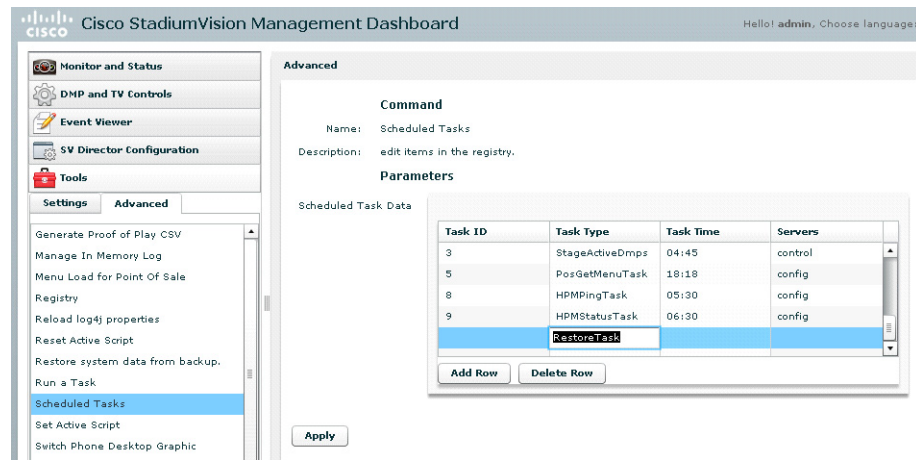 CISCO
Cisco StadiumVision Management Dashboard
Hello! admin, Choose language:
Monitor and Status
DMP and TV Controls
Event Viewer
SV Director Configuration
Tools
Settings Advanced
Generate Proof of Play CSV
Manage In Memory Log
Menu Load for Point Of Sale
Registry
Reload log4j properties
Reset Active Script
Restore system data from backup.
Run a Task
Scheduled Tasks
Set Active Script
Switch Phone Desktop Graphic
Advanced
Command
Name: Scheduled Tasks
Description: edit items in the registry.
Parameters
Scheduled Task Data
Task ID Task Type Task Time Servers
3 StageActiveDmps 04:45 control
5 PosGetMenuTask 18:18 config
8 HPMPingTask 05:30 config
9 HPMStatusTask 06:30 config
RestoreTask
Add Row Delete Row
Apply